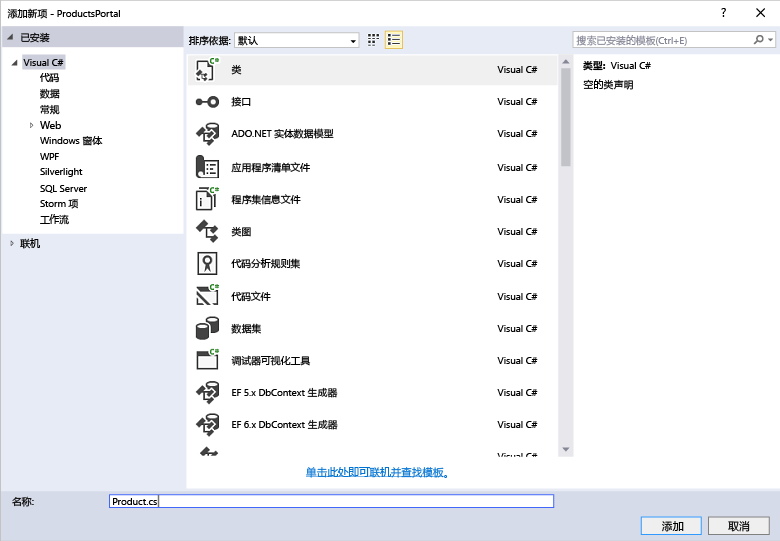 添加新项 - ProductsPortal
已安装
Visual C#
代码
数据
常规
Web
Windows 窗体
WPF
Silverlight
SQL Server
Storm 项
工作流
联机
排序依据: 默认
类 Visual C#
接口 Visual C#
ADO.NET 实体数据模型 Visual C#
应用程序清单文件 Visual C#
程序集信息文件 Visual C#
类图 Visual C#
代码分析规则集 Visual C#
代码文件 Visual C#
数据集 Visual C#
调试器可视化工具 Visual C#
EF 5.x DbContext 生成器 Visual C#
EF 6.x DbContext 生成器 Visual C#
Visual C#
单击此处即可联机并查找模板。
搜索已安装的模板(Ctrl+E)
类型: Visual C#
空的类声明
名称: Product.cs
添加 取消